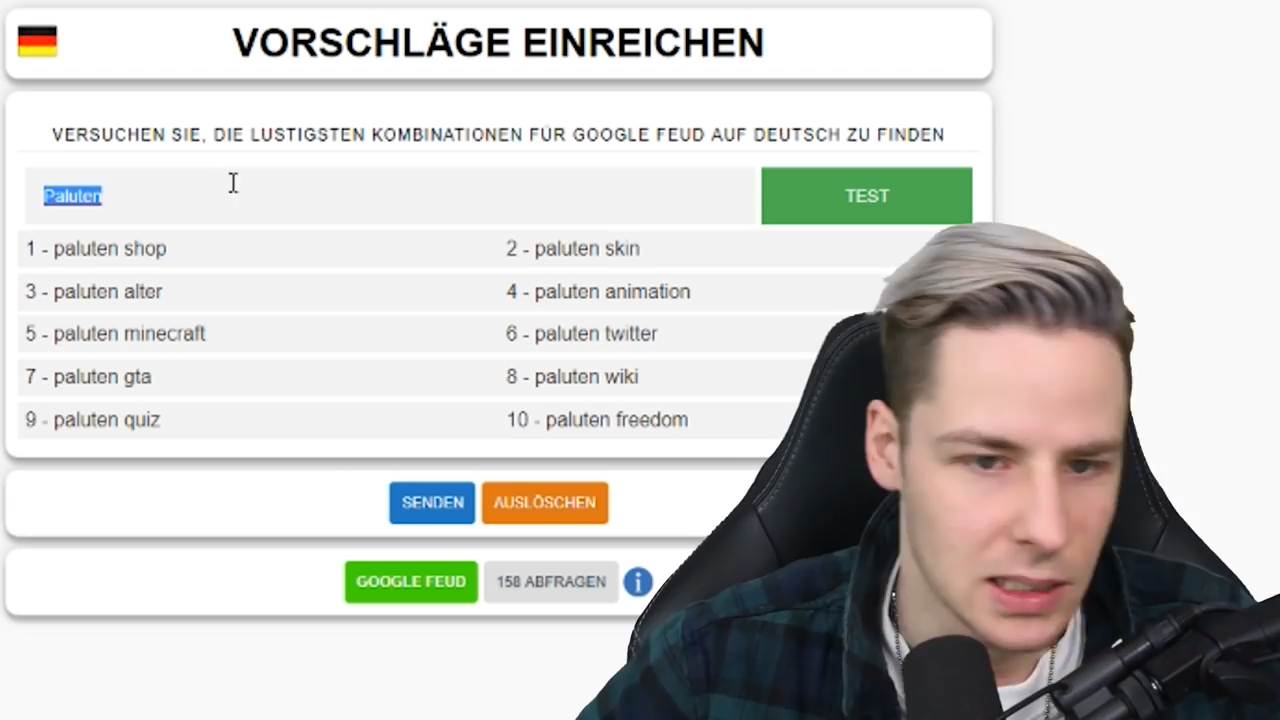 VORSCHLÄGE EINREICHEN
VERSUCHEN SIE, DIE LUSTIGSTEN KOMBINATIONEN FÜR GOOGLE FEUD AUF DEUTSCH ZU FINDEN
Paluten
TEST
1 - paluten shop
2 - paluten skin
3 - paluten alter
4 - paluten animation
5 - paluten minecraft
6 - paluten twitter
7 - paluten gta
8 - paluten wiki
9 - paluten quiz
10 - paluten freedom
SENDEN
AUSLÖSCHEN
GOOGLE FEUD
158 ABFRAGEN
i